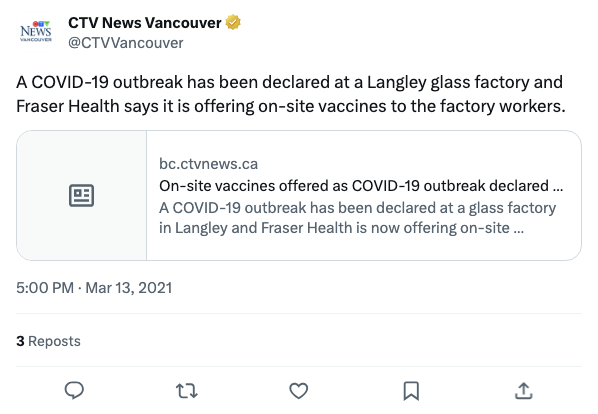 CTV News Vancouver
@CTVVancouver
CTV
NEWS
VANCOUVER
A COVID-19 outbreak has been declared at a Langley glass factory and
Fraser Health says it is offering on-site vaccines to the factory workers.
bc.ctvnews.ca
On-site vaccines offered as COVID-19 outbreak declared ...
A COVID-19 outbreak has been declared at a glass factory
in Langley and Fraser Health is now offering on-site ...
5:00 PM · Mar 13, 2021
3 Reposts